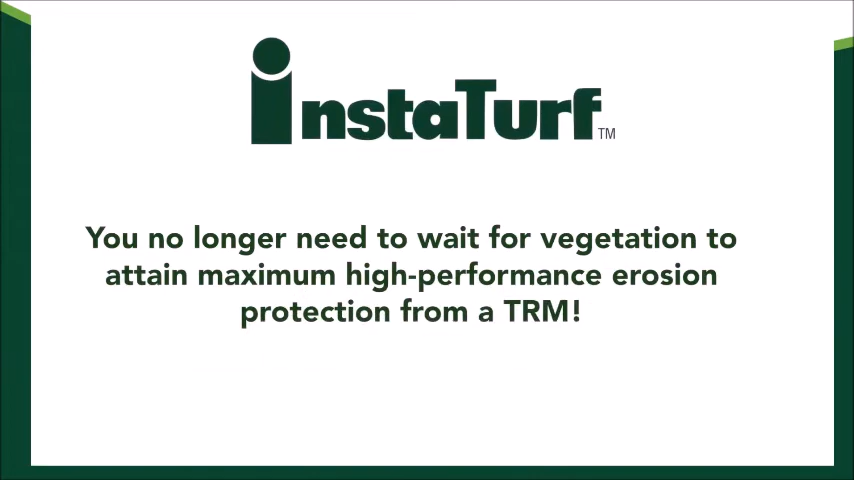 instaTurf™
You no longer need to wait for vegetation to
attain maximum high-performance erosion
protection from a TRM!